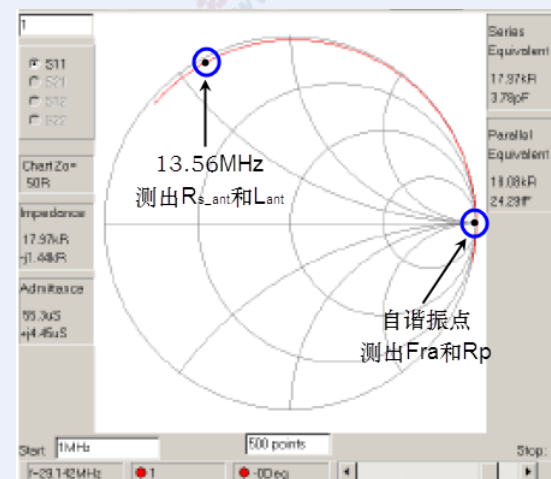 1
S11
S21
S12
S22
Chart Zo=
50R
Impedance
17.97kR
-j1.44kR
Admittance
55.3uS
+j4.45uS
13.56MHz
测出Rs_ant和Lant
自谐振点
测出Fra和Rp
Series
Equivalent
17.97kR
3.79pF
Parallel
Equivalent
18.08kR
24.29fF
Start
1MHz
500 points
Stop:
f=29.142MHz
1
-0Deg